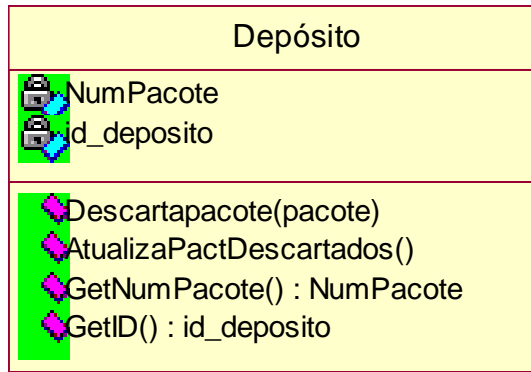 Depósito
NumPacote
id_deposito
Descartapacote(pacote)
AtualizaPactDescartados()
GetNumPacote() : NumPacote
GetID() : id_deposito